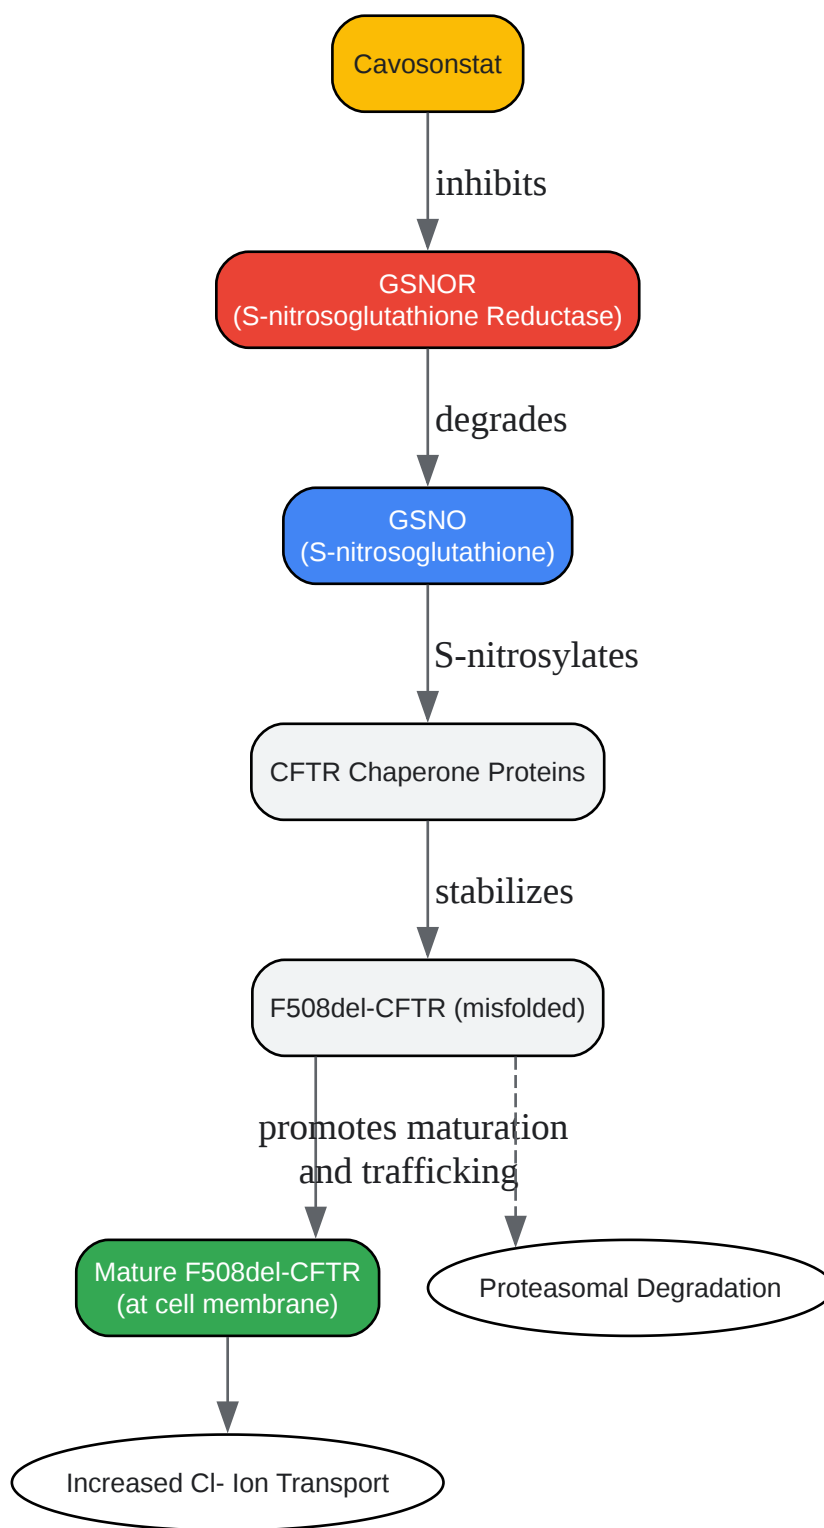 Cavosonstat
inhibits
GSNOR
(S-nitrosoglutathione Reductase)
degrades
GSNO
(S-nitrosoglutathione)
S-nitrosylates
CFTR Chaperone Proteins
stabilizes
F508del-CFTR (misfolded)
promotes maturation
and trafficking
Mature F508del-CFTR
(at cell membrane)
Proteasomal Degradation
Increased Cl- Ion Transport